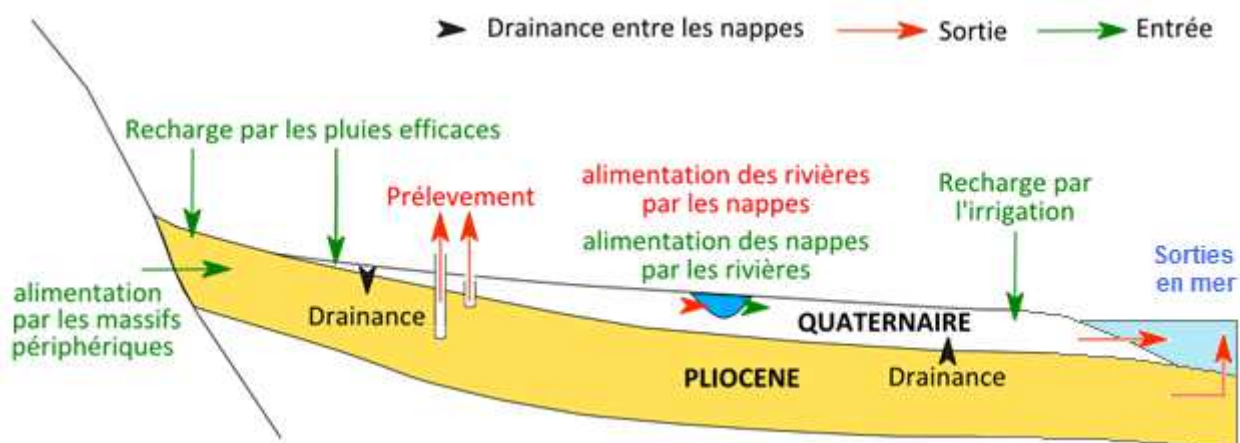 Drainance entre les nappes
Sortie
Entrée
Recharge par les pluies efficaces
Prélevement
alimentation des rivières
par les nappes
alimentation des nappes
par les rivières
Recharge par
l'irrigation
Sorties
en mer
alimentation
par les massifs
périphériques
Drainance
QUATERNAIRE
PLIOCENE
Drainance